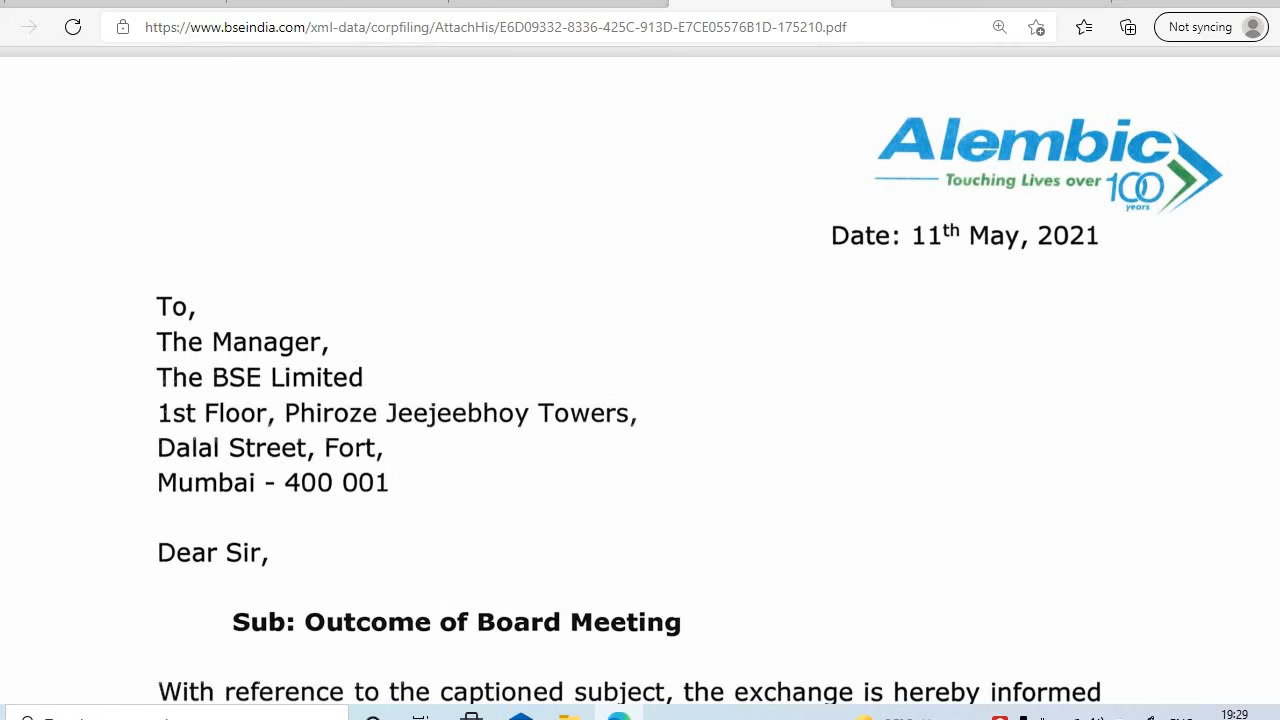 https://www.bseindia.com/xml-data/corpfiling/AttachHis/E6D09332-8336-425C-913D-E7CE05576B1D-175210.pdf
Not syncing
Alembic
Touching Lives over 100
years
Date: 11th May, 2021
To,
The Manager,
The BSE Limited
1st Floor, Phiroze Jeejeebhoy Towers,
Dalal Street, Fort,
Mumbai - 400 001
Dear Sir,
Sub: Outcome of Board Meeting
With reference to the captioned subject, the exchange is hereby informed
19:29